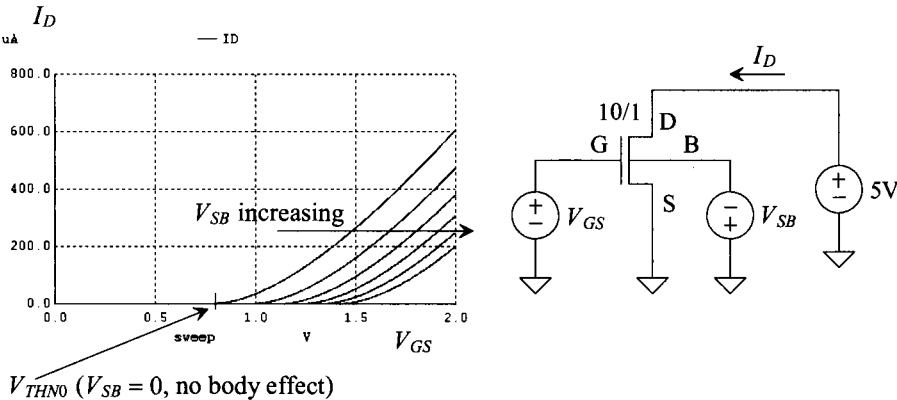 I_D
uA
— ID
800.0
600.0
400.0
200.0
0.0
V_SB increasing
0.0 0.5 1.0 1.5 2.0
sweep V V_GS
V_THN0 (V_SB = 0, no body effect)
I_D
10/1
D
G
B
S
+
−
V_GS
−
+
V_SB
+
−
5V